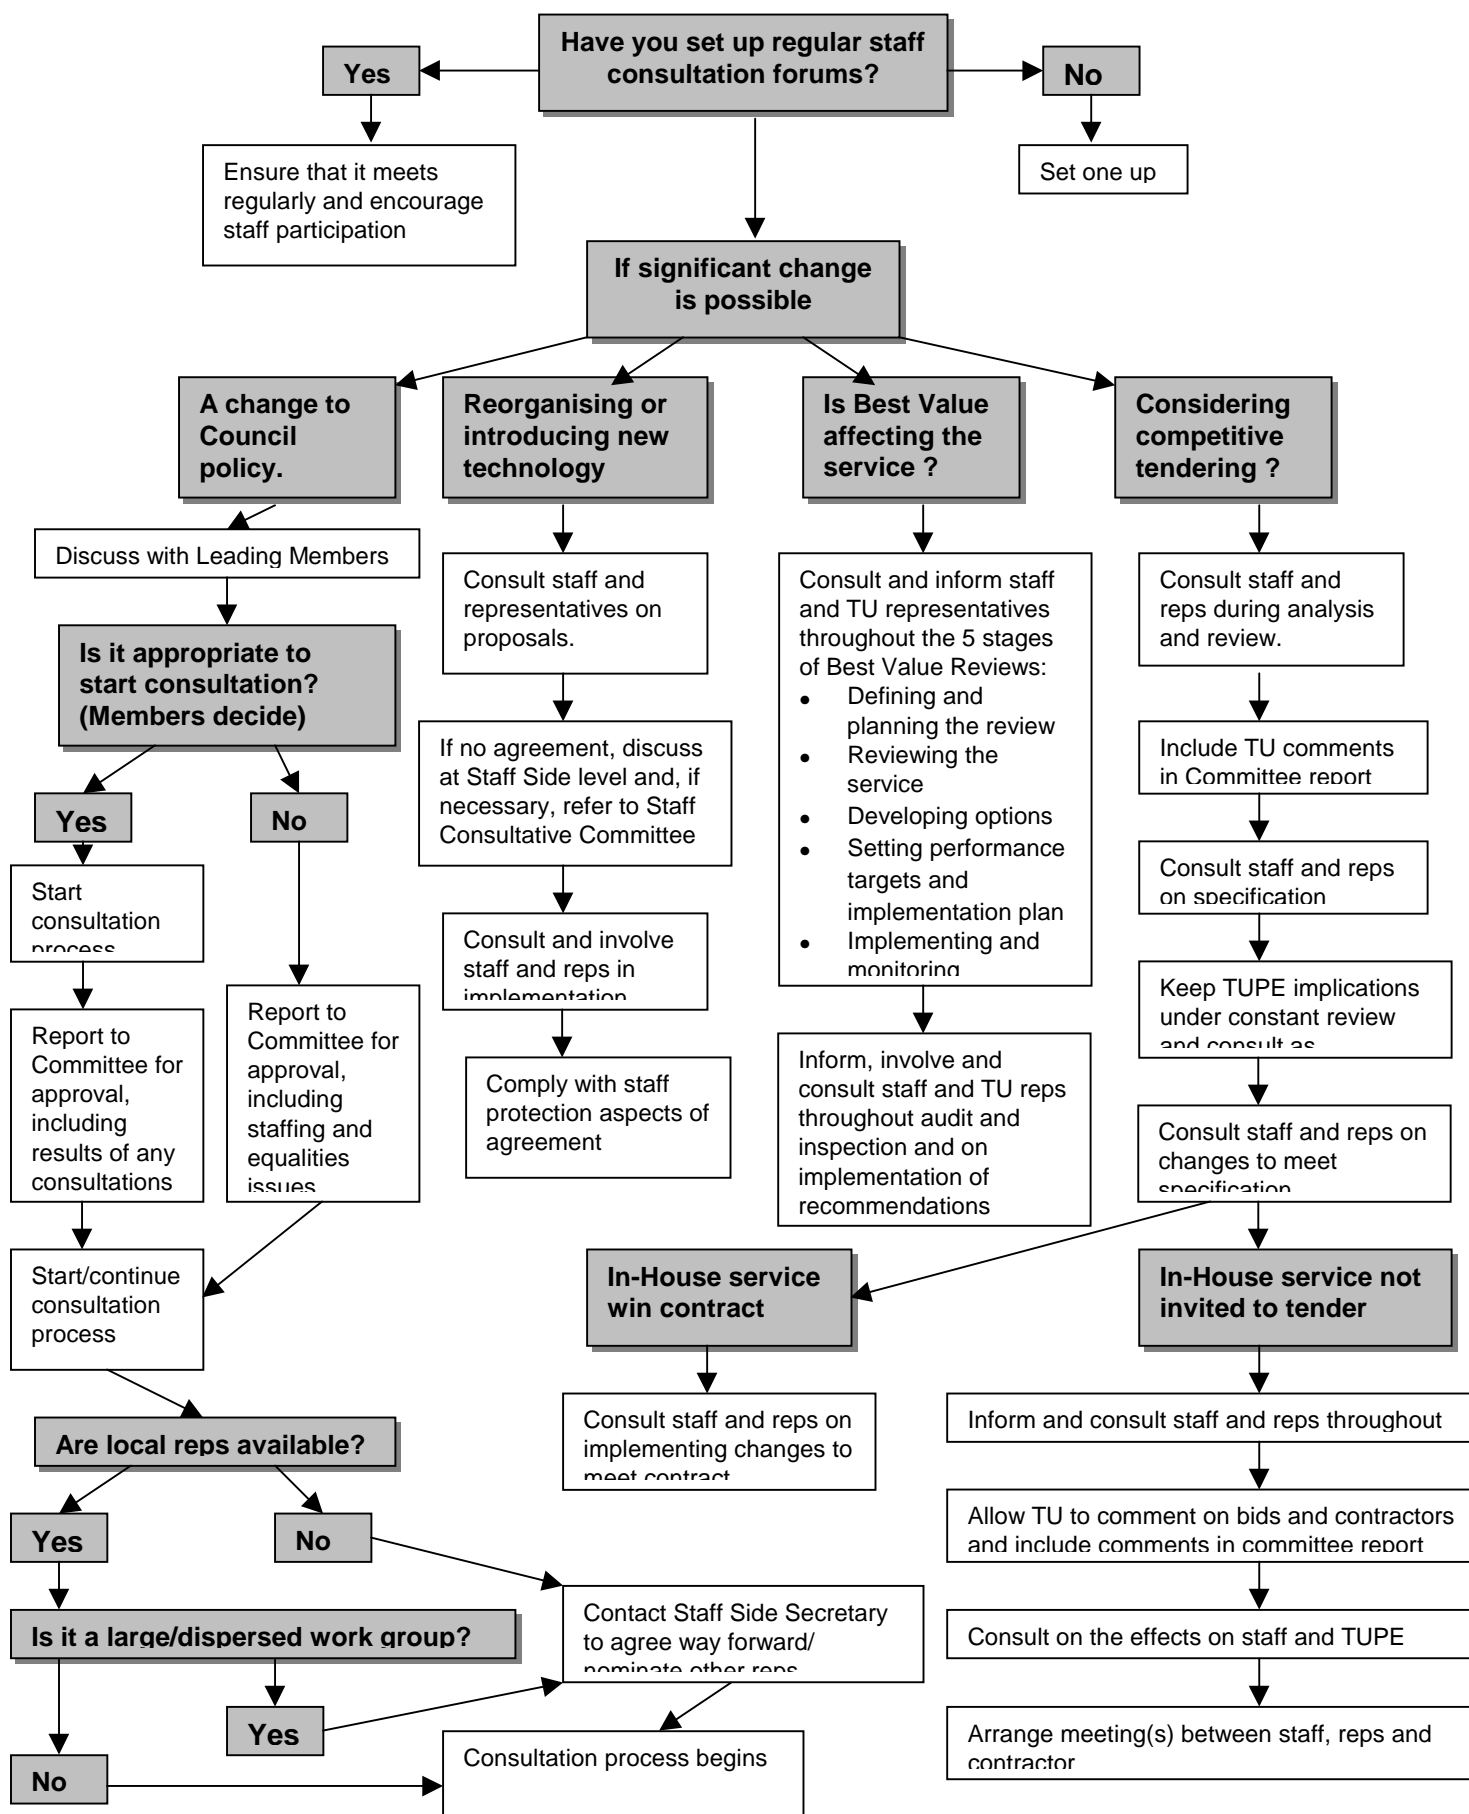 Have you set up regular staff
consultation forums?
Yes
No
Ensure that it meets
regularly and encourage
staff participation
Set one up
If significant change
is possible
A change to
Council
policy.
Reorganising or
introducing new
technology
Is Best Value
affecting the
service ?
Considering
competitive
tendering ?
Discuss with Leading Members
Is it appropriate to
start consultation?
(Members decide)
Yes
No
Start
consultation
process
Report to
Committee for
approval,
including
results of any
consultations
Report to
Committee for
approval,
including
staffing and
equalities
issues
Start/continue
consultation
process
Are local reps available?
Yes
No
Is it a large/dispersed work group?
Yes
No
Contact Staff Side Secretary
to agree way forward/
nominate other reps
Consultation process begins
Consult staff and
representatives on
proposals.
If no agreement, discuss
at Staff Side level and, if
necessary, refer to Staff
Consultative Committee
Consult and involve
staff and reps in
implementation
Comply with staff
protection aspects of
agreement
Consult and inform staff
and TU representatives
throughout the 5 stages
of Best Value Reviews:
• Defining and
planning the review
• Reviewing the
service
• Developing options
• Setting performance
targets and
implementation plan
• Implementing and
monitoring
Inform, involve and
consult staff and TU reps
throughout audit and
inspection and on
implementation of
recommendations
Consult staff and
reps during analysis
and review.
Include TU comments
in Committee report
Consult staff and reps
on specification
Keep TUPE implications
under constant review
and consult as
Consult staff and reps on
changes to meet
specification
In-House service
win contract
Consult staff and reps on
implementing changes to
meet contract
In-House service not
invited to tender
Inform and consult staff and reps throughout
Allow TU to comment on bids and contractors
and include comments in committee report
Consult on the effects on staff and TUPE
Arrange meeting(s) between staff, reps and
contractor